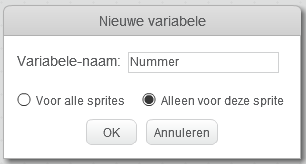 Nieuwe variabele
Variabele-naam: Nummer
Voor alle sprites Alleen voor deze sprite
OK Annuleren